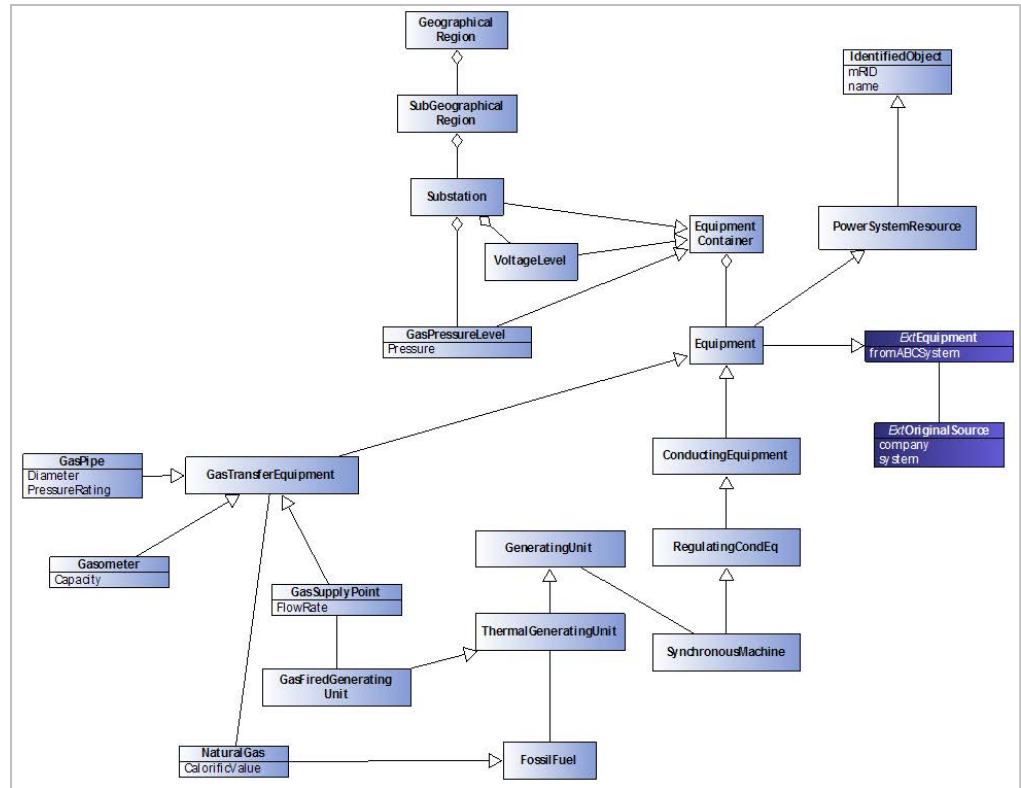 Geographical
Region
IdentifiedObject
mRID
name
SubGeographical
Region
Substation
Equipment
Container
PowerSystemResource
VoltageLevel
GasPressureLevel
Pressure
Equipment
ExtEquipment
fromABCSystem
ExtOriginalSource
company
system
ConductingEquipment
GasPipe
Diameter
PressureRating
GasTransferEquipment
GeneratingUnit
RegulatingCondEq
Gasometer
Capacity
GasSupplyPoint
FlowRate
ThermalGeneratingUnit
SynchronousMachine
GasFiredGenerating
Unit
NaturalGas
CalorificValue
FossilFuel